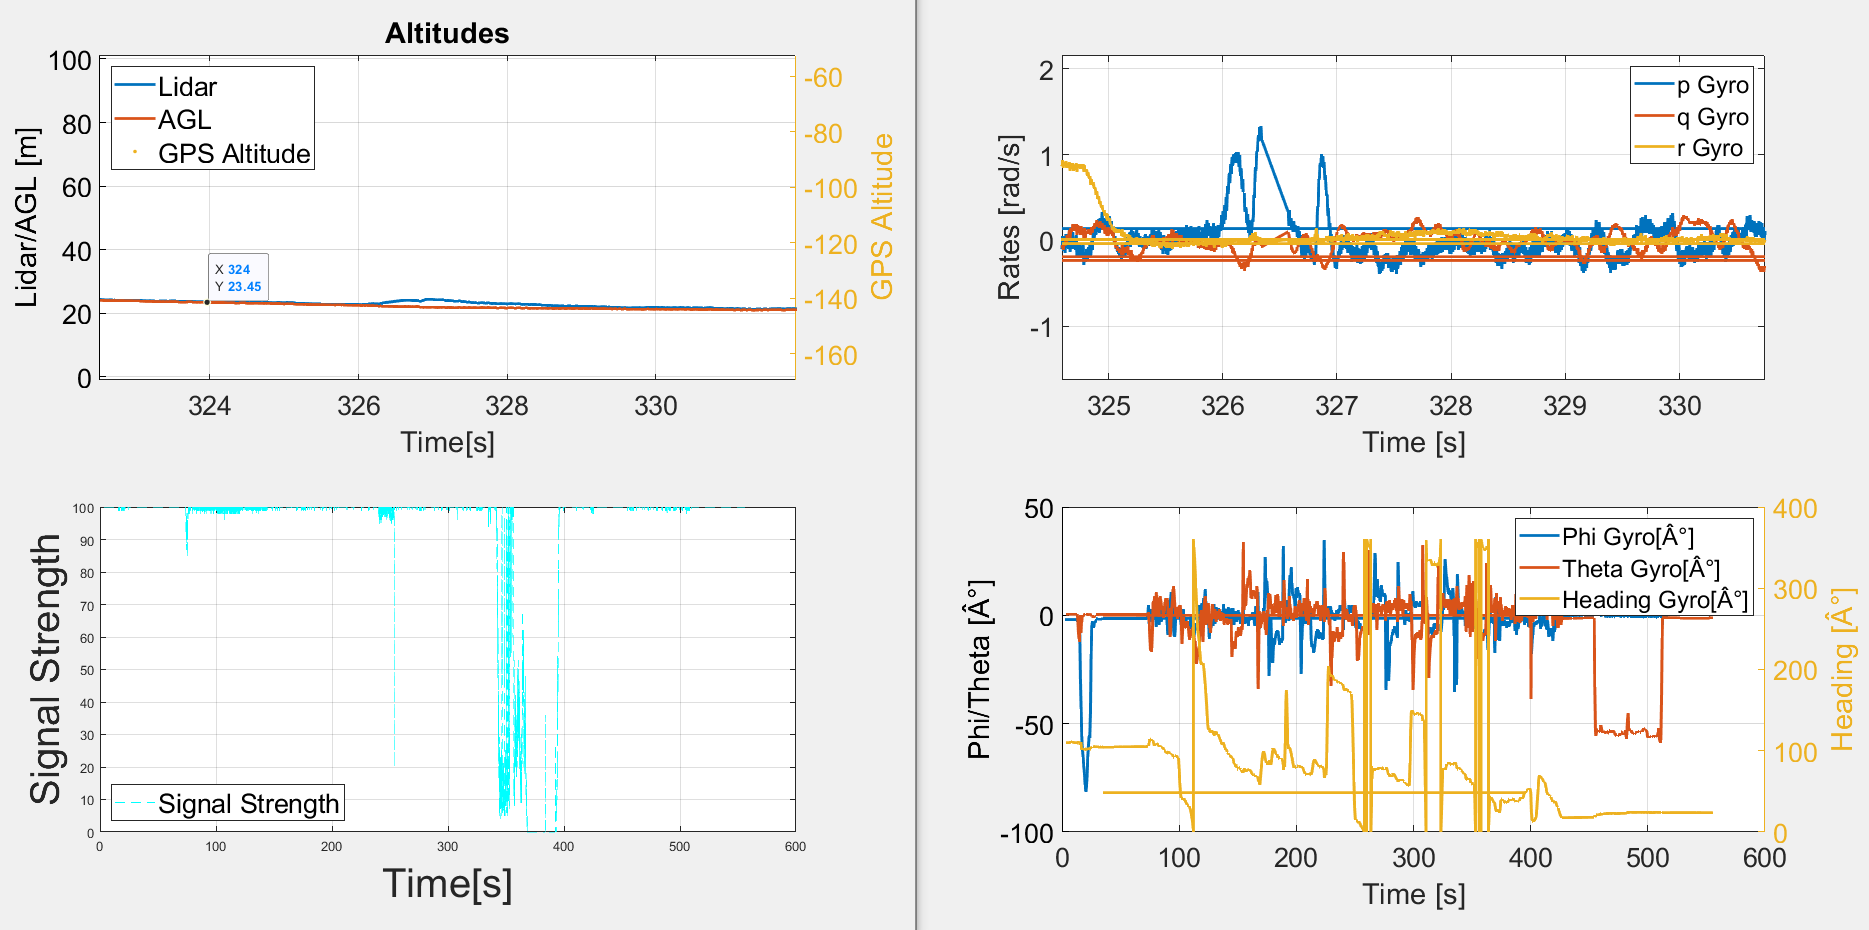 Altitudes
Lidar/AGL [m]
100
80
60
40
20
0
Lidar
AGL
GPS Altitude
X 324
Y 23.45
-60
-80
-100
-120
-140
-160
GPS Altitude
324
326
328
330
Time[s]
Rates [rad/s]
2
1
0
-1
p Gyro
q Gyro
r Gyro
325
326
327
328
329
330
Time [s]
Signal Strength
100
90
80
70
60
50
40
30
20
10
0
Signal Strength
0
100
200
300
400
500
600
Time[s]
Phi/Theta [Â°]
50
0
-50
-100
Phi Gyro[Â°]
Theta Gyro[Â°]
Heading Gyro[Â°]
400
300
200
100
0
Heading [Â°]
0
100
200
300
400
500
600
Time [s]